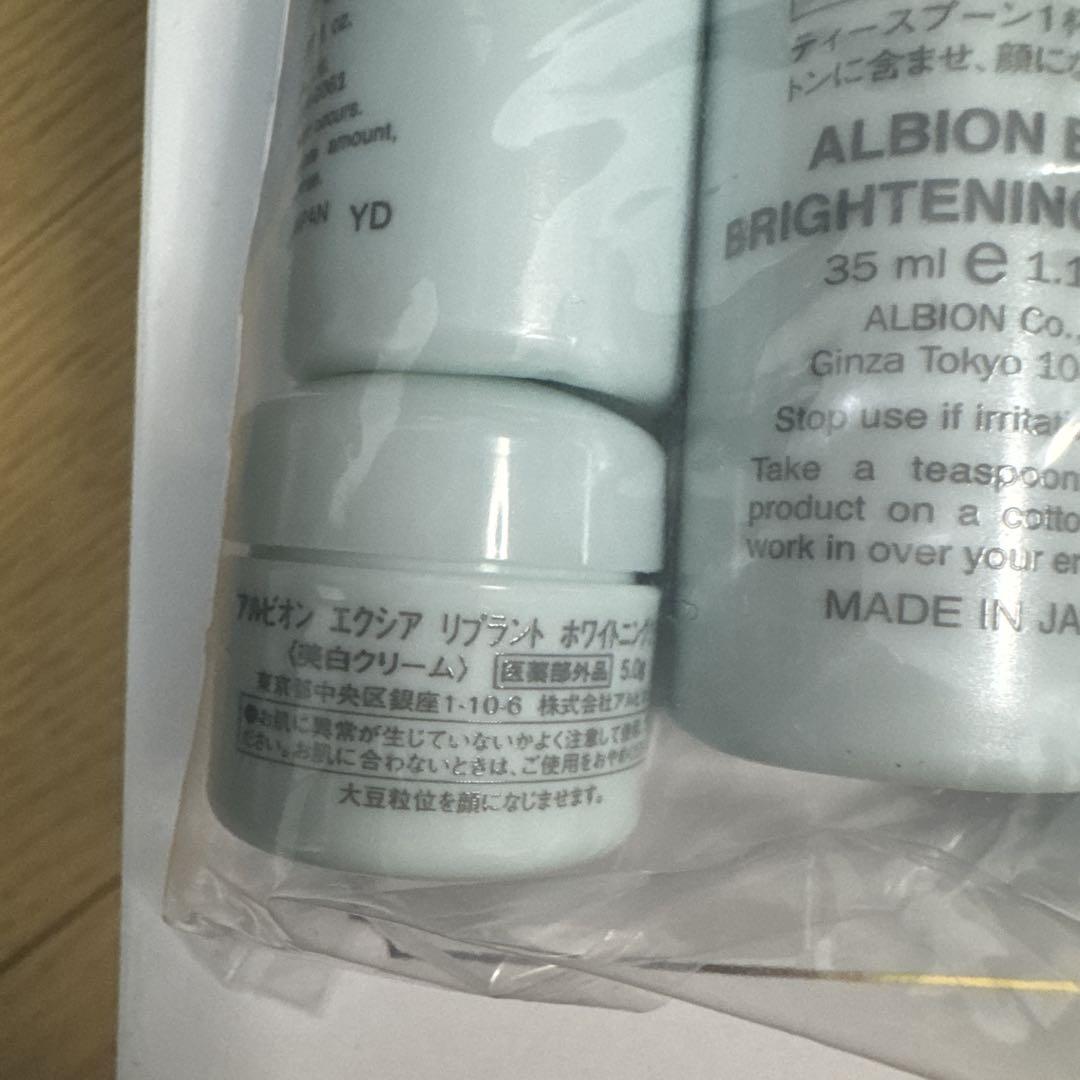 oz.
amount,
YD
ティースプーン1
トンに含ませ、顔に
ALBION
BRIGHTENING
35 ml e 1.1
ALBION Co.,
Ginza Tokyo 10
Stop use if
Take a teaspoon
product on a
work in over your
MADE IN JA
アルビオン エクシア リブラント ホワイトニング
〈美白クリーム〉 医薬部外品 5.0g
東京都中央区銀座1-10-6 株式会社アルビ
●お肌に異常が生じていないかよく注意して使用
ださい。お肌に合わないときは、ご使用をおやめ
大豆粒位を顔になじませます。